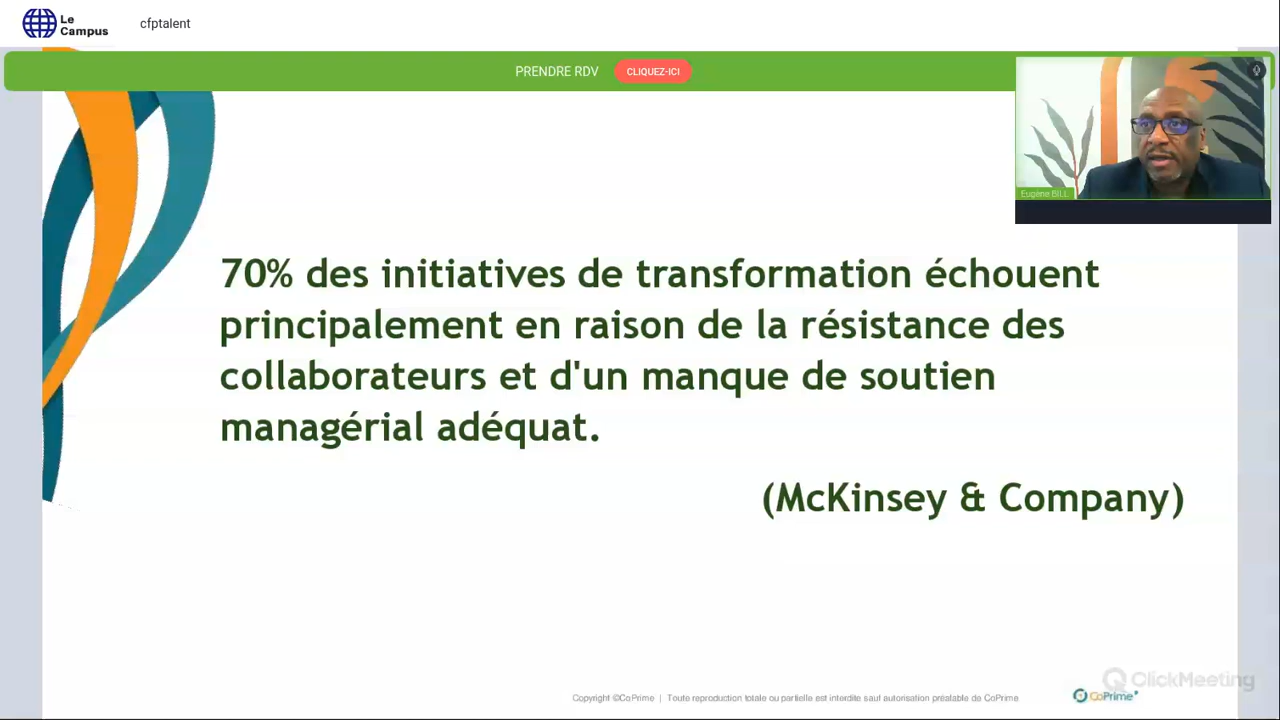 Le
Campus
cfptalent
PRENDRE RDV CLIQUEZ-ICI
Eugène BILL
70% des initiatives de transformation échouent
principalement en raison de la résistance des
collaborateurs et d'un manque de soutien
managérial adéquat.
(McKinsey & Company)
ClickMeeting
Copyright ©CoPrime | Toute reproduction totale ou partielle est interdite sauf autorisation préalable de CoPrime
CoPrime